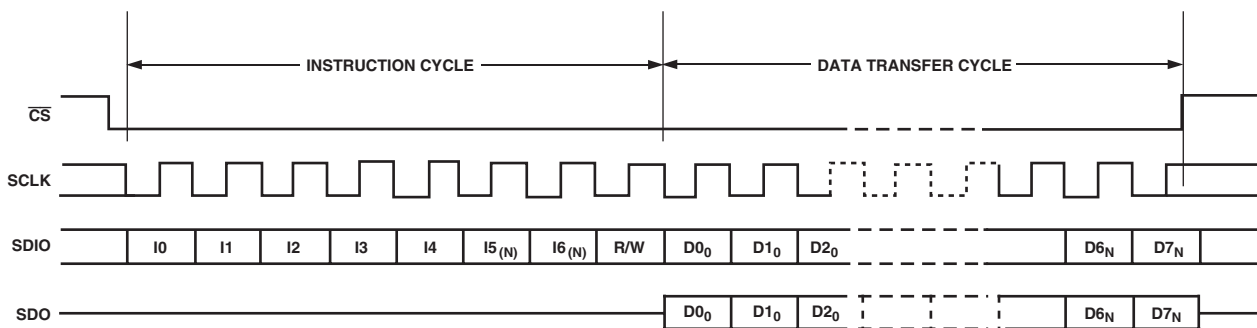 INSTRUCTION CYCLE DATA TRANSFER CYCLE
CS
SCLK
SDIO I0 I1 I2 I3 I4 I5(N) I6(N) R/W D00 D10 D20 D6N D7N
SDO D00 D10 D20 D6N D7N